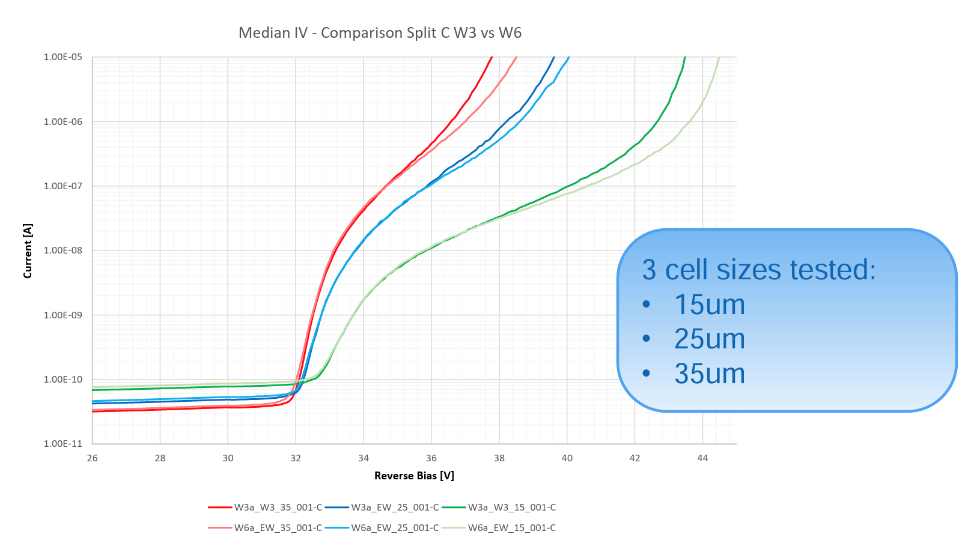 Median IV - Comparison Split C W3 vs W6
1.00E-05
1.00E-06
1.00E-07
1.00E-08
1.00E-09
1.00E-10
1.00E-11
Current [A]
26 28 30 32 34 36 38 40 42 44
Reverse Bias [V]
W3a_W3_35_001-C W3a_EW_25_001-C W3a_W3_15_001-C
W6a_EW_35_001-C W6a_EW_25_001-C W6a_EW_15_001-C
3 cell sizes tested:
• 15um
• 25um
• 35um